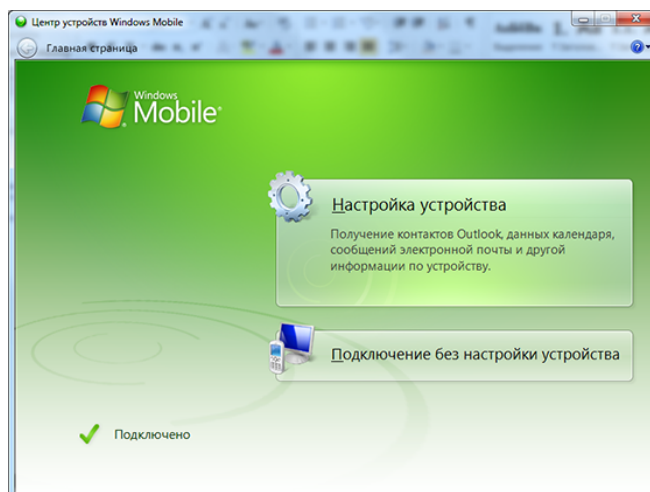 Центр устройств Windows Mobile
Главная страница
Windows
Mobile
Настройка устройства
Получение контактов Outlook, данных календаря,
сообщений электронной почты и другой
информации по устройству.
Подключение без настройки устройства
Подключено